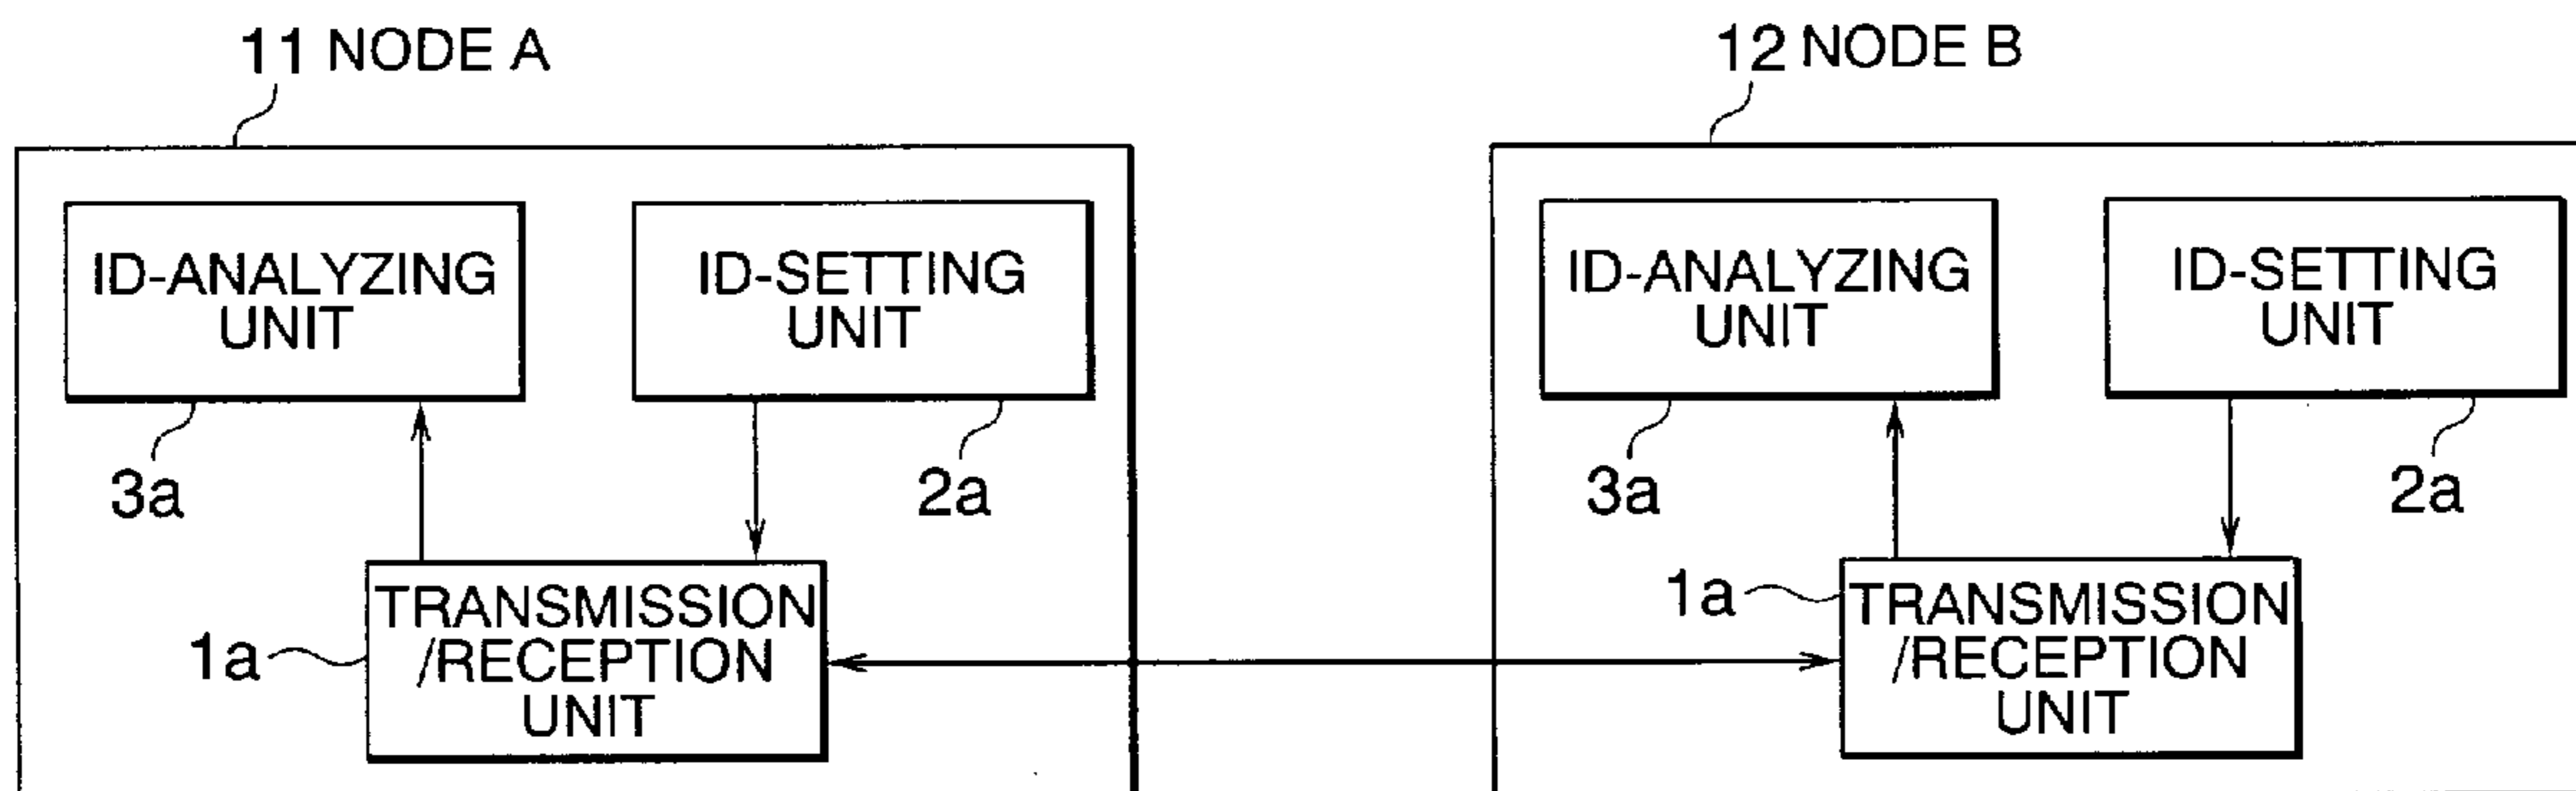 11 NODE A
12 NODE B
ID-ANALYZING
UNIT
ID-SETTING
UNIT
3a
2a
TRANSMISSION
/RECEPTION
UNIT
1a
ID-ANALYZING
UNIT
ID-SETTING
UNIT
3a
2a
1a
TRANSMISSION
/RECEPTION
UNIT